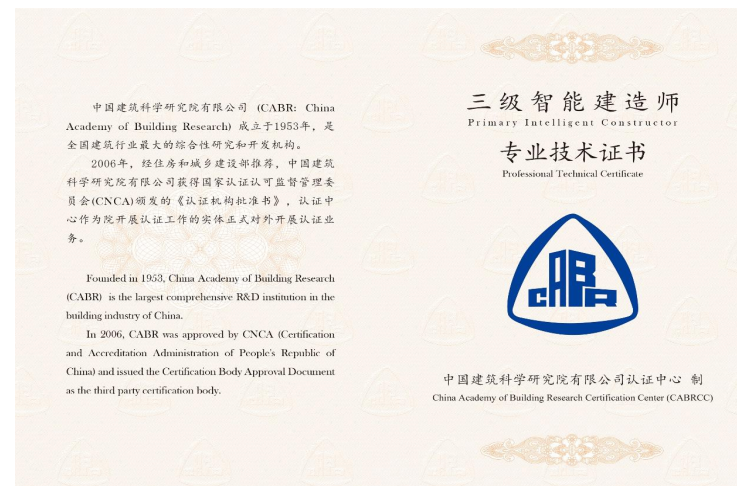 中国建筑科学研究院有限公司 (CABR: China
Academy of Building Research) 成立于1953年，是
全国建筑行业最大的综合性研究和开发机构。
2006年，经住房和城乡建设部推荐，中国建筑
科学研究院有限公司获得国家认证认可监督管理委
员会(CNCA)颁发的《认证机构批准书》，认证中
心作为院开展认证工作的实体正式对外开展认证业
务。
Founded in 1953, China Academy of Building Research
(CABR) is the largest comprehensive R&D institution in the
building industry of China.
In 2006, CABR was approved by CNCA (Certification
and Accreditation Administration of People's Republic of
China) and issued the Certification Body Approval Document
as the third party certification body.
三级智能建造师
Primary Intelligent Constructor
专业技术证书
Professional Technical Certificate
CABR
中国建筑科学研究院有限公司认证中心 制
China Academy of Building Research Certification Center (CABRCC)